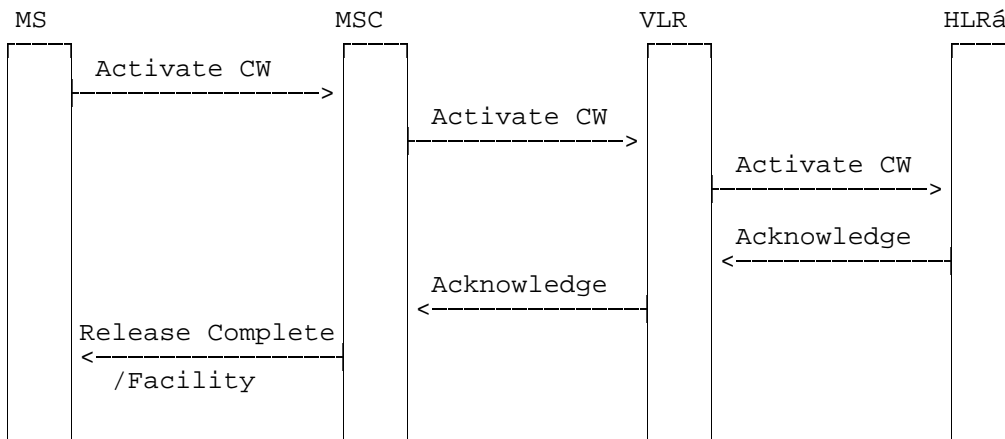 MS MSC VLR HLRá
Activate CW
Activate CW
Activate CW
Acknowledge
Acknowledge
Release Complete
/Facility